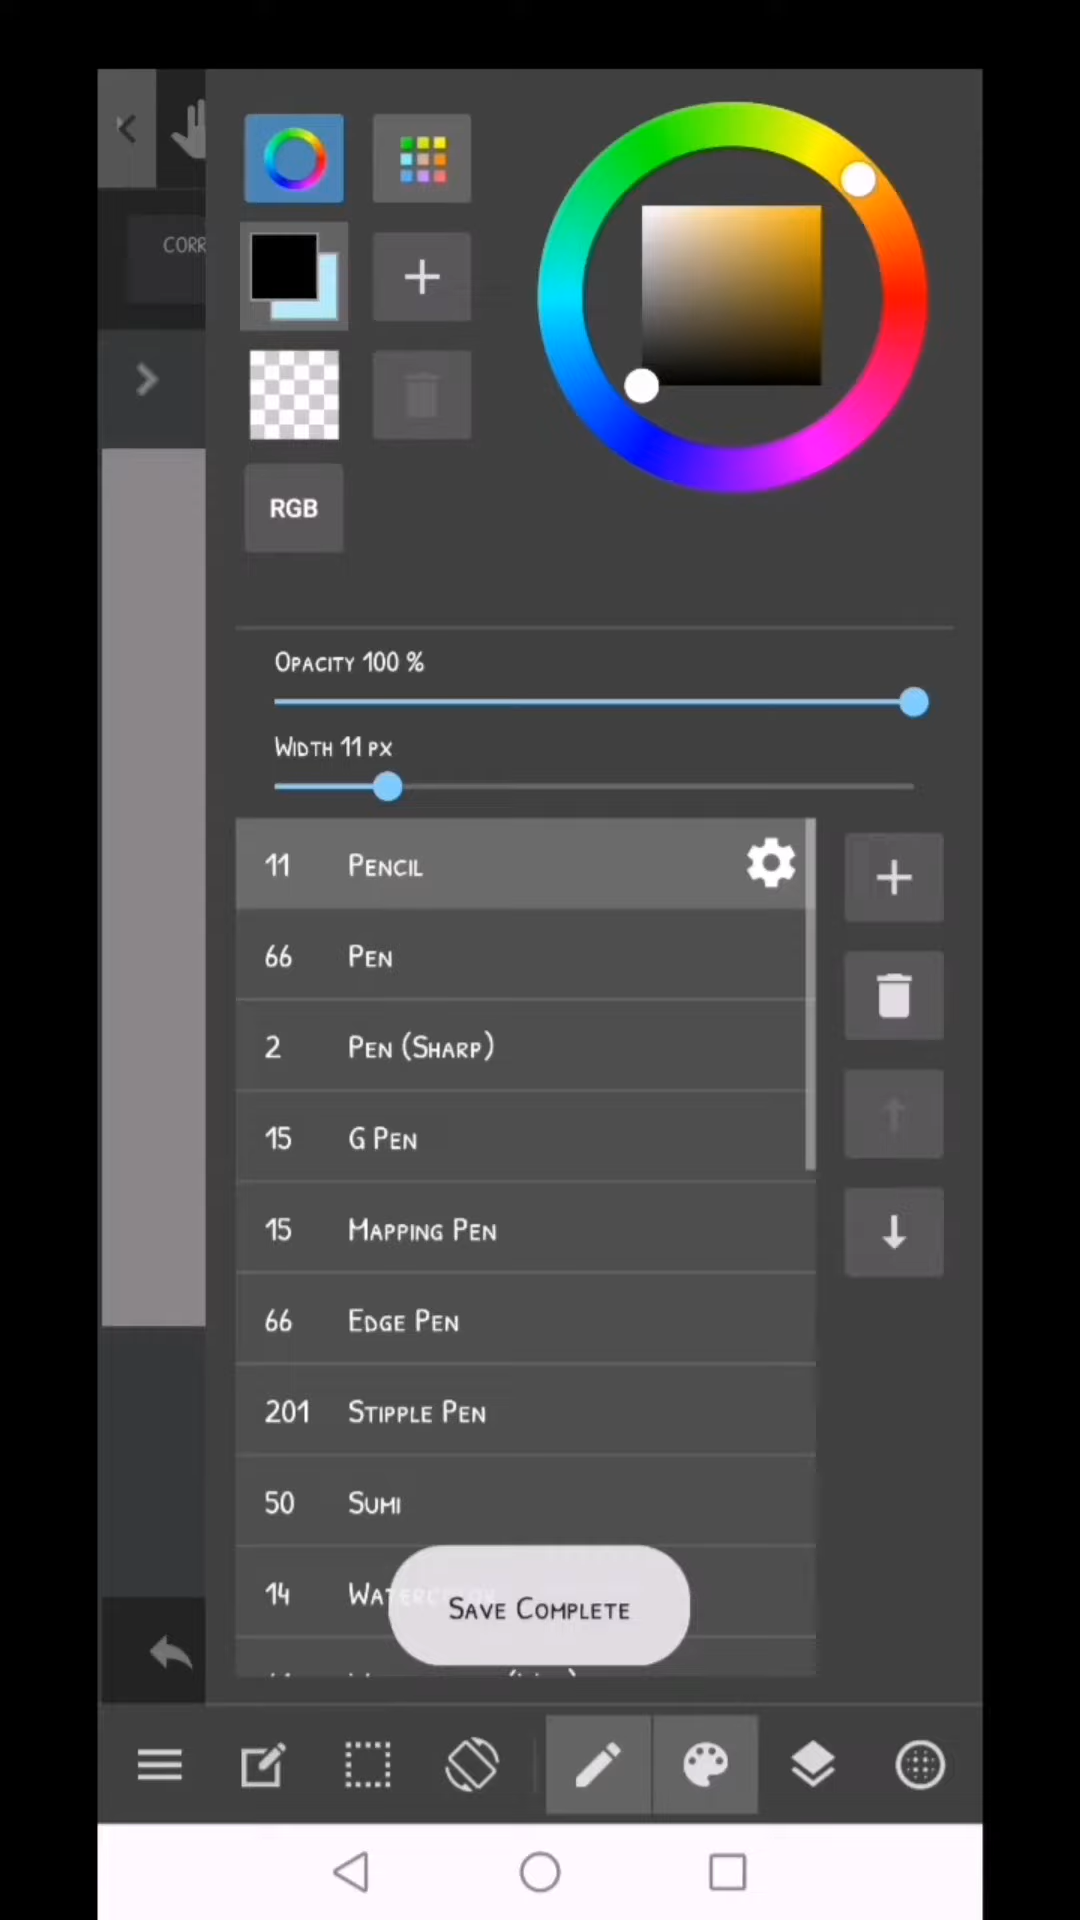 CORR
RGB
Opacity 100 %
Width 11 px
11 Pencil
66 Pen
2 Pen (Sharp)
15 G Pen
15 Mapping Pen
66 Edge Pen
201 Stipple Pen
50 Sumi
14 Watercolor
Save Complete